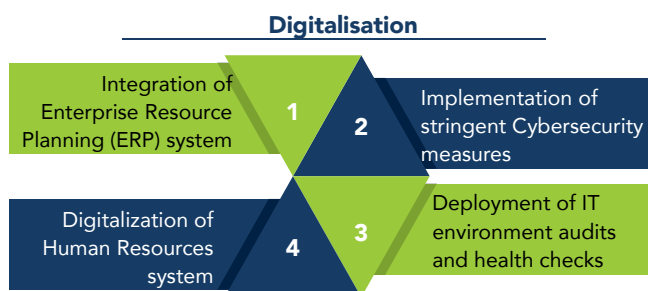 Digitalisation
Integration of
Enterprise Resource
Planning (ERP) system
1
2
Implementation of
stringent Cybersecurity
measures
Digitalization of
Human Resources
system
4
3
Deployment of IT
environment audits
and health checks